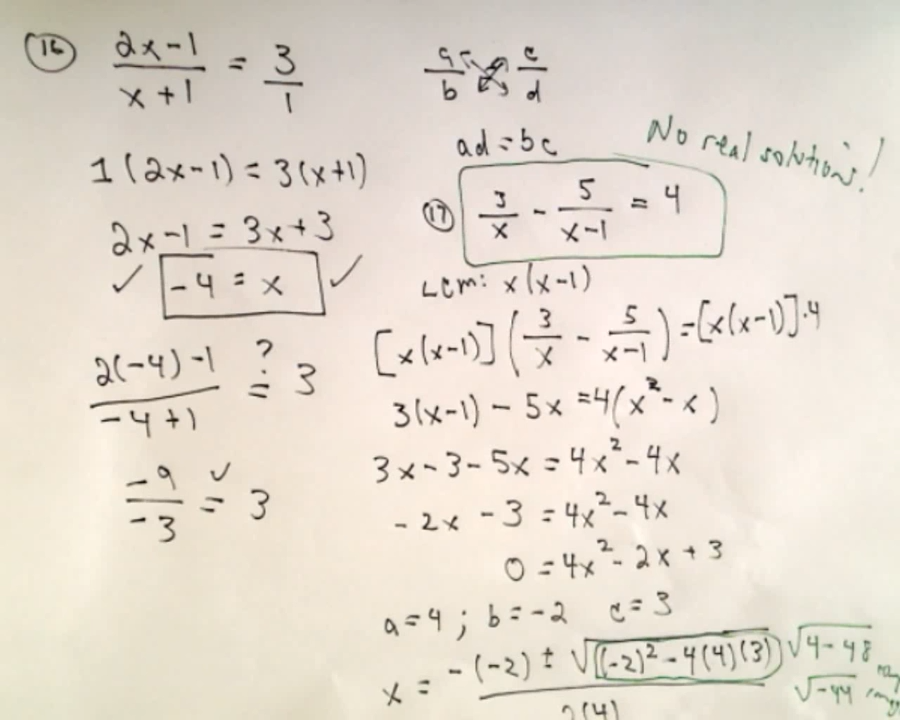 16 (2x-1)/(x+1) = 3/1
1(2x-1) = 3(x+1)
2x-1 = 3x+3
✓ -4 = x ✓
(2(-4)-1)/(-4+1) ?= 3
-9/-3 =✓ 3
a/b c/d
ad = bc
No real solutions!
17 3/x - 5/(x-1) = 4
LCM: x(x-1)
[x(x-1)] (3/x - 5/(x-1)) = [x(x-1)]·4
3(x-1) - 5x = 4(x²-x)
3x-3-5x = 4x²-4x
-2x-3 = 4x²-4x
0 = 4x²-2x+3
a=4; b=-2 c=3
x = (-(-2) ± √((-2)²-4(4)(3)))/2(4)
√4-48
√-44